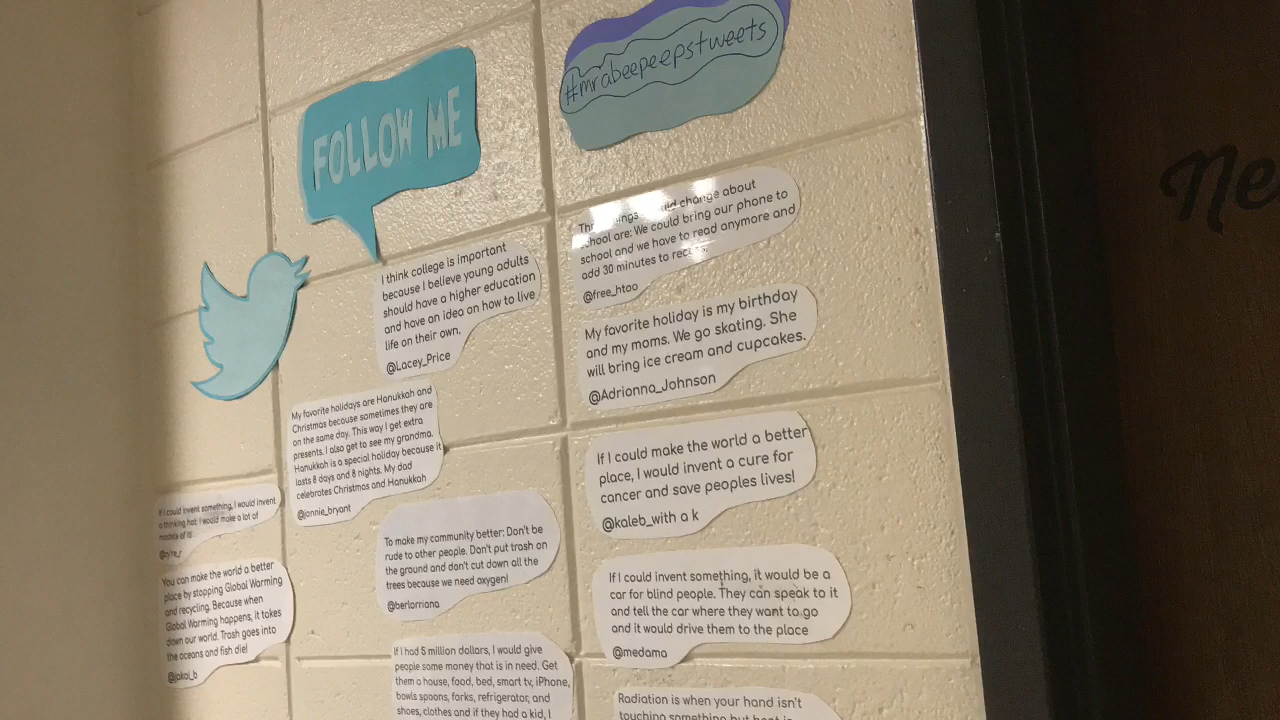 FOLLOW ME
#mrabeepeepstweets
I think college is important
because I believe young adults
should have a higher education
and have an idea on how to live
life on their own.
@Lacey_Price
My favorite holidays are Hanukkah and
Christmas because sometimes they are
on the same day. This way I get extra
presents. I also get to see my grandma.
Hanukkah is a special holiday because it
lasts 8 days and 8 nights. My dad
celebrates Christmas and Hanukkah
@jonnie_bryant
If I could invent something, I would invent
a thinking hat. I would make a lot of
models of it!
You can make the world a better
place by stopping Global Warming
and recycling. Because when
Global Warming happens, it takes
down our world. Trash goes into
the oceans and fish die!
@jakai_b
To make my community better: Don't be
rude to other people. Don't put trash on
the ground and don't cut down all the
trees because we need oxygen!
@berlorriana
If I had 5 million dollars, I would give
people some money that is in need. Get
them a house, food, bed, smart tv, iPhone,
bowls spoons, forks, refrigerator, and
shoes, clothes and if they had a kid, I
change about
school are: We could bring our phone to
school and we have to read anymore and
add 30 minutes to recess.
@free_htoo
My favorite holiday is my birthday
and my moms. We go skating. She
will bring ice cream and cupcakes.
@Adrionna_Johnson
If I could make the world a better
place, I would invent a cure for
cancer and save peoples lives!
@kaleb_with a k
If I could invent something, it would be a
car for blind people. They can speak to it
and tell the car where they want to go
and it would drive them to the place
@medama
Radiation is when your hand isn't
touching something but heat is
Ne